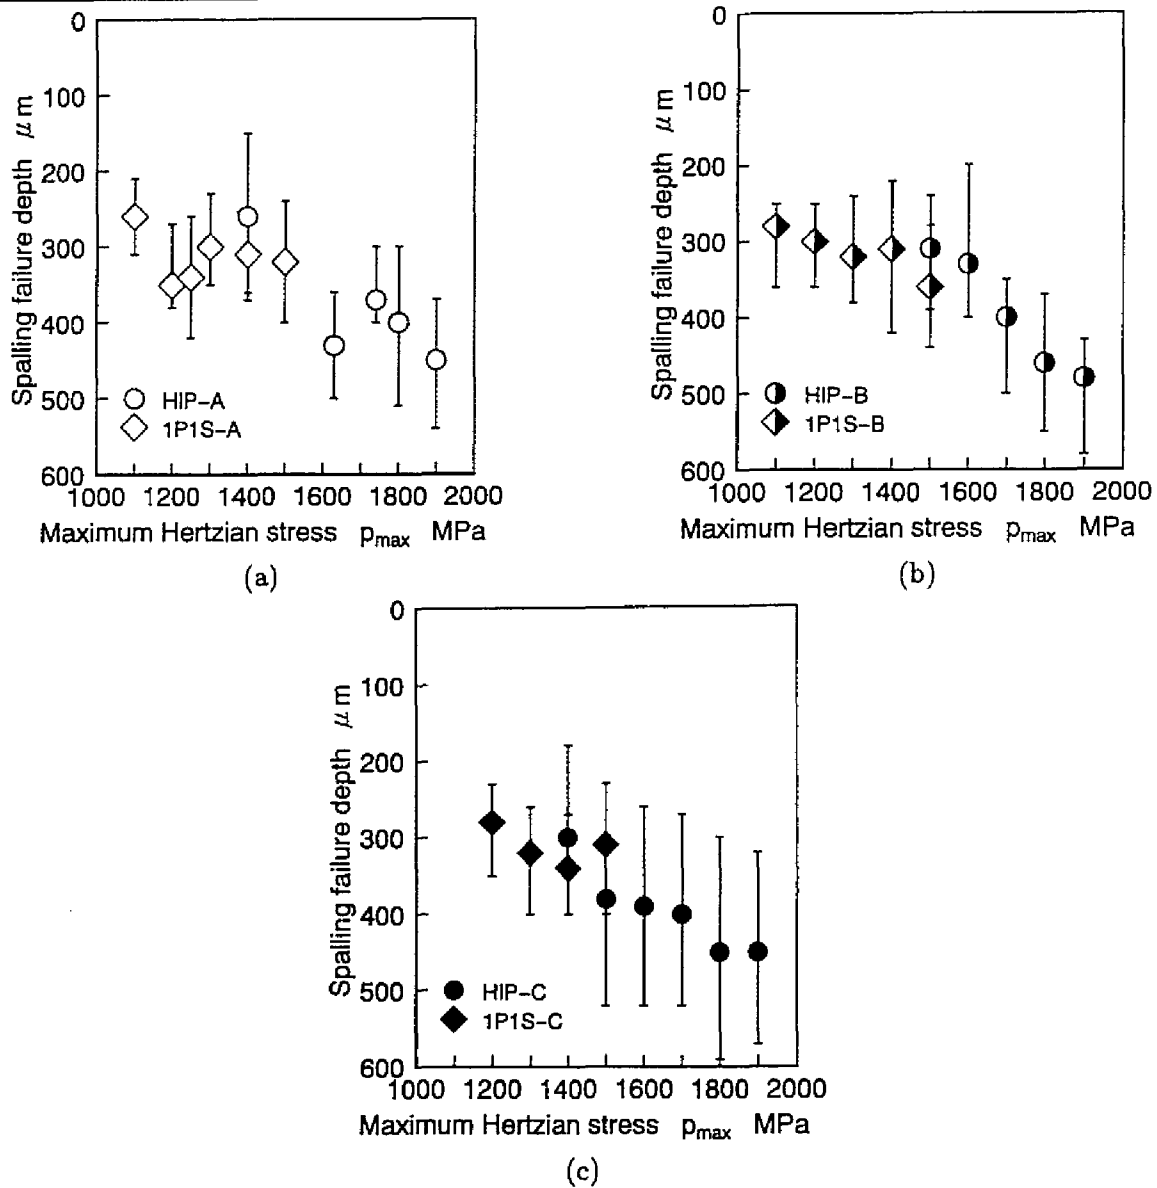 0
100
200
300
400
500
600
Spalling failure depth μm
HIP-A
1P1S-A
1000 1200 1400 1600 1800 2000
Maximum Hertzian stress pmax MPa
(a)
0
100
200
300
400
500
600
Spalling failure depth μm
HIP-B
1P1S-B
1000 1200 1400 1600 1800 2000
Maximum Hertzian stress pmax MPa
(b)
0
100
200
300
400
500
600
Spalling failure depth μm
HIP-C
1P1S-C
1000 1200 1400 1600 1800 2000
Maximum Hertzian stress pmax MPa
(c)